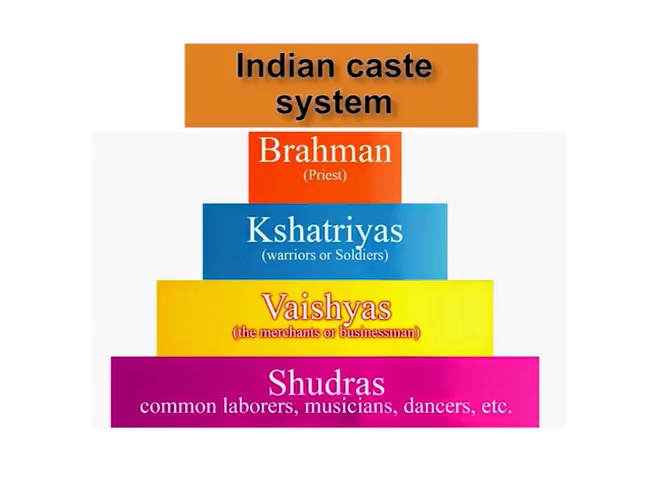 Indian caste
system
Brahman
(Priest)
Kshatriyas
(warriors or Soldiers)
Vaishyas
(the merchants or businessman)
Shudras
common laborers, musicians, dancers, etc.